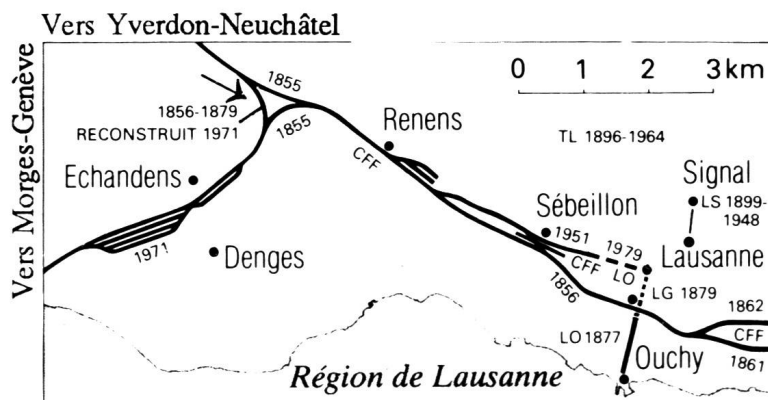 Vers Yverdon-Neuchâtel
Vers Morges-Genève
1855
0 1 2 3 km
1856-1879
RECONSTRUIT 1971
1855
Renens
TL 1896-1964
CFF
Echandens
Signal
LS 1899-
1948
Sébeillon
1951
1979
Lausanne
1971
Denges
CFF
LO
1856
LG 1879
1862
LO 1877
CFF
Ouchy
1861
Région de Lausanne